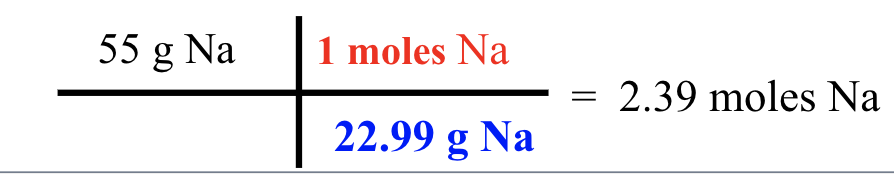 55 g Na 1 moles Na
= 2.39 moles Na
22.99 g Na